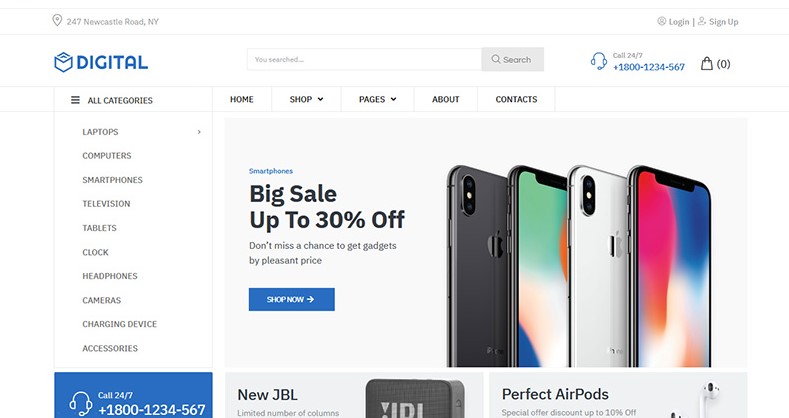 247 Newcastle Road, NY
Login | Sign Up
DIGITAL
You searched...
Search
Call 24/7
+1800-1234-567
(0)
ALL CATEGORIES
HOME
SHOP
PAGES
ABOUT
CONTACTS
LAPTOPS
COMPUTERS
SMARTPHONES
TELEVISION
TABLETS
CLOCK
HEADPHONES
CAMERAS
CHARGING DEVICE
ACCESSORIES
Smartphones
Big Sale
Up To 30% Off
Don't miss a chance to get gadgets
by pleasant price
SHOP NOW
Call 24/7
+1800-1234-567
New JBL
Limited number of columns
JBL
Perfect AirPods
Special offer discount up to 10% Off